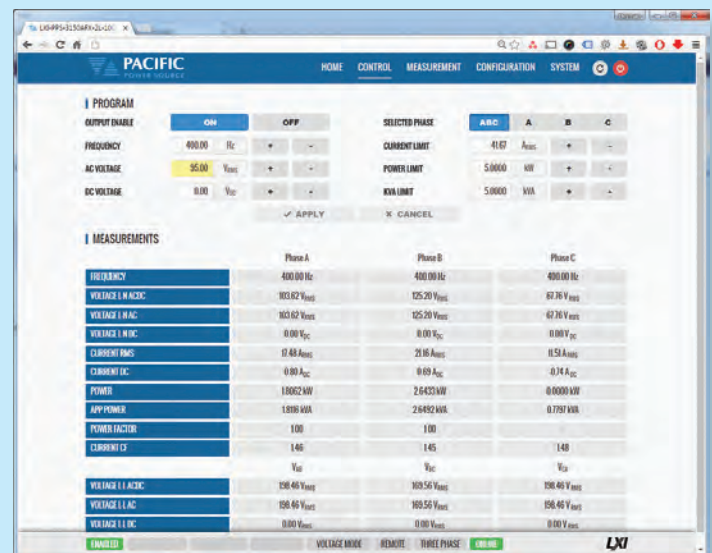 LXI-PPS-3150AFX-2L-100
PACIFIC
POWER SOURCE
HOME CONTROL MEASUREMENT CONFIGURATION SYSTEM
PROGRAM
OUTPUT ENABLE ON OFF SELECTED PHASE ABC A B C
FREQUENCY 400.00 Hz + - CURRENT LIMIT 41.67 ARMS + -
AC VOLTAGE 95.00 VRMS + - POWER LIMIT 5.0000 kW + -
DC VOLTAGE 0.00 VDC + - KVA LIMIT 5.0000 kVA + -
✓ APPLY ✕ CANCEL
MEASUREMENTS
Phase A Phase B Phase C
FREQUENCY 400.00 Hz 400.00 Hz 400.00 Hz
VOLTAGE L N ACDC 103.62 VRMS 125.20 VRMS 67.76 VRMS
VOLTAGE L N AC 103.62 VRMS 125.20 VRMS 67.76 VRMS
VOLTAGE L N DC 0.00 VDC 0.00 VDC 0.00 VDC
CURRENT RMS 17.48 ARMS 21.16 ARMS 11.51 ARMS
CURRENT DC 0.80 ADC 0.69 ADC 0.74 ADC
POWER 1.8062 kW 2.6433 kW 0.0000 kW
APP POWER 1.8116 kVA 2.6492 kVA 0.7797 kVA
POWER FACTOR 1.00 1.00
CURRENT CF 1.46 1.45 1.48
VAB VBC VCA
VOLTAGE L L ACDC 198.46 VRMS 169.56 VRMS 198.46 VRMS
VOLTAGE L L AC 198.46 VRMS 169.56 VRMS 198.46 VRMS
VOLTAGE L L DC 0.00 VRMS 0.00 VRMS 0.00 VRMS
ENABLED VOLTAGE MODE REMOTE THREE PHASE ONLINE LXI